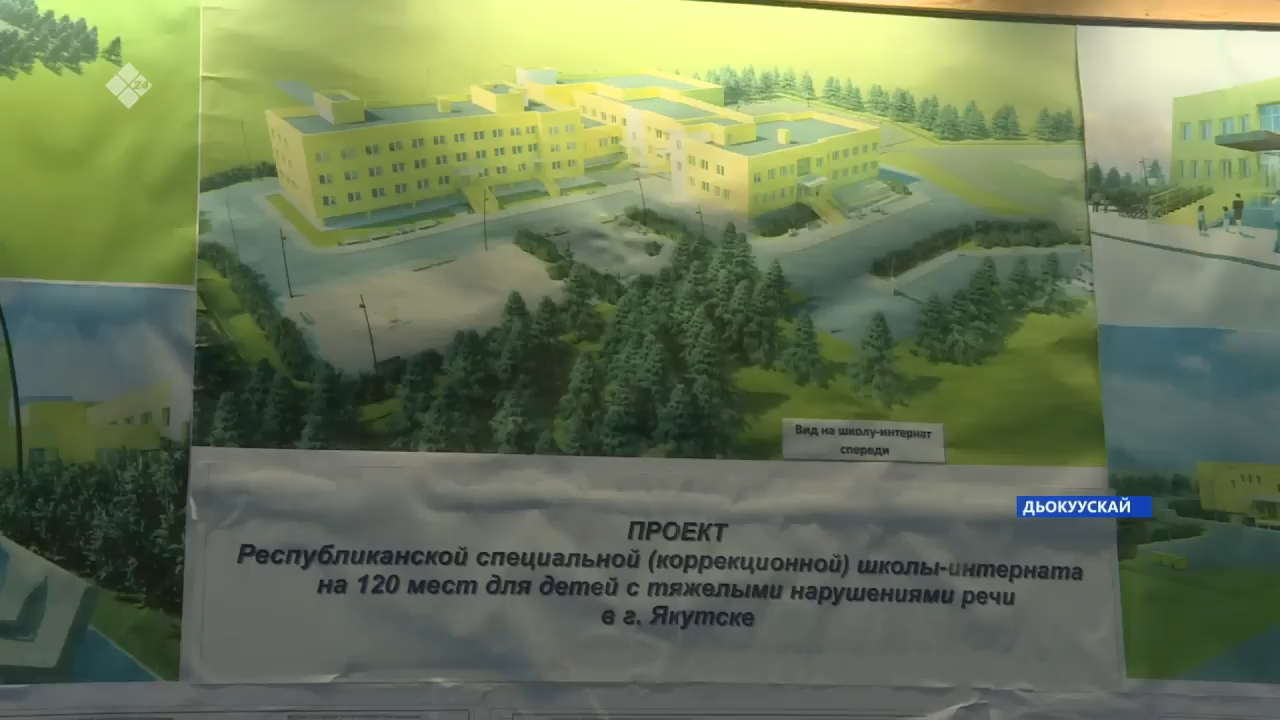 24
Вид на школу-интернат
спереди
ДЬОКУУСКАЙ
ПРОЕКТ
Республиканской специальной (коррекционной) школы-интерната
на 120 мест для детей с тяжелыми нарушениями речи
в г. Якутске